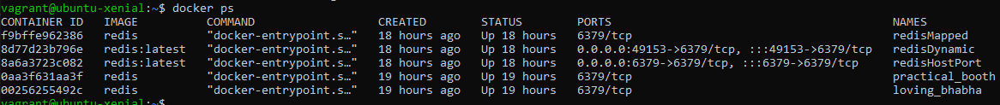 vagrant@ubuntu-xenial:~$ docker ps
CONTAINER ID   IMAGE          COMMAND                  CREATED        STATUS        PORTS                                         NAMES
f9bffe962386   redis          "docker-entrypoint.s…"   18 hours ago   Up 18 hours   6379/tcp                                      redisMapped
8d77d23b796e   redis:latest   "docker-entrypoint.s…"   18 hours ago   Up 18 hours   0.0.0.0:49153->6379/tcp, :::49153->6379/tcp   redisDynamic
8a6a3723c082   redis:latest   "docker-entrypoint.s…"   18 hours ago   Up 18 hours   0.0.0.0:6379->6379/tcp, :::6379->6379/tcp     redisHostPort
0aa3f631aa3f   redis          "docker-entrypoint.s…"   19 hours ago   Up 19 hours   6379/tcp                                      practical_booth
00256255492c   redis          "docker-entrypoint.s…"   19 hours ago   Up 19 hours   6379/tcp                                      loving_bhabha
vagrant@ubuntu-xenial:~$